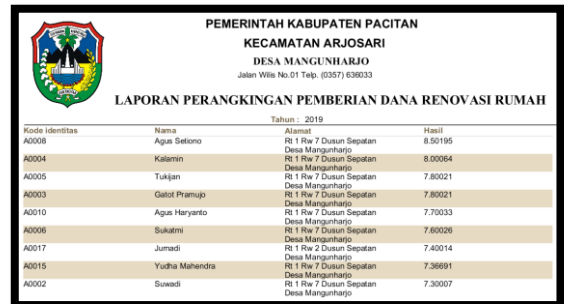 PEMERINTAH KABUPATEN PACITAN
KECAMATAN ARJOSARI
DESA MANGUNHARJO
Jalan Wilis No.01 Telp. (0357) 636033
LAPORAN PERANGKINGAN PEMBERIAN DANA RENOVASI RUMAH
Tahun : 2019
Kode identitas Nama Alamat Hasil
A0008 Agus Setiono Rt 1 Rw 7 Dusun Sepatan 8.50195
Desa Mangunharjo
A0004 Kalamin Rt 1 Rw 7 Dusun Sepatan 8.00064
Desa Mangunharjo
A0005 Tukijan Rt 1 Rw 7 Dusun Sepatan 7.80021
Desa Mangunharjo
A0003 Gatot Pramujo Rt 1 Rw 7 Dusun Sepatan 7.80021
Desa Mangunharjo
A0010 Agus Haryanto Rt 1 Rw 7 Dusun Sepatan 7.70033
Desa Mangunharjo
A0006 Sukatmi Rt 1 Rw 7 Dusun Sepatan 7.60026
Desa Mangunharjo
A0017 Jumadi Rt 1 Rw 2 Dusun Sepatan 7.40014
Desa Mangunharjo
A0015 Yudha Mahendra Rt 1 Rw 7 Dusun Sepatan 7.36691
Desa Mangunharjo
A0002 Suwadi Rt 1 Rw 7 Dusun Sepatan 7.30007
Desa Mangunharjo